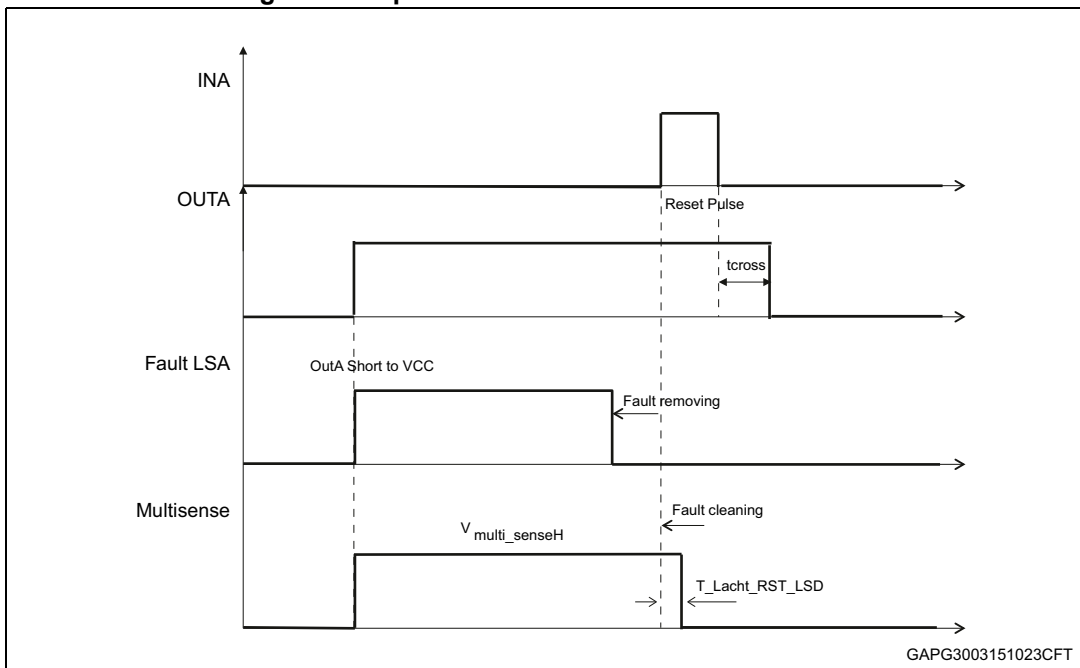 INA
Reset Pulse
OUTA
tcross
Fault LSA
OutA Short to VCC
Fault removing
Multisense
Fault cleaning
V multi_senseH
T_Lacht_RST_LSD
GAPG3003151023CFT